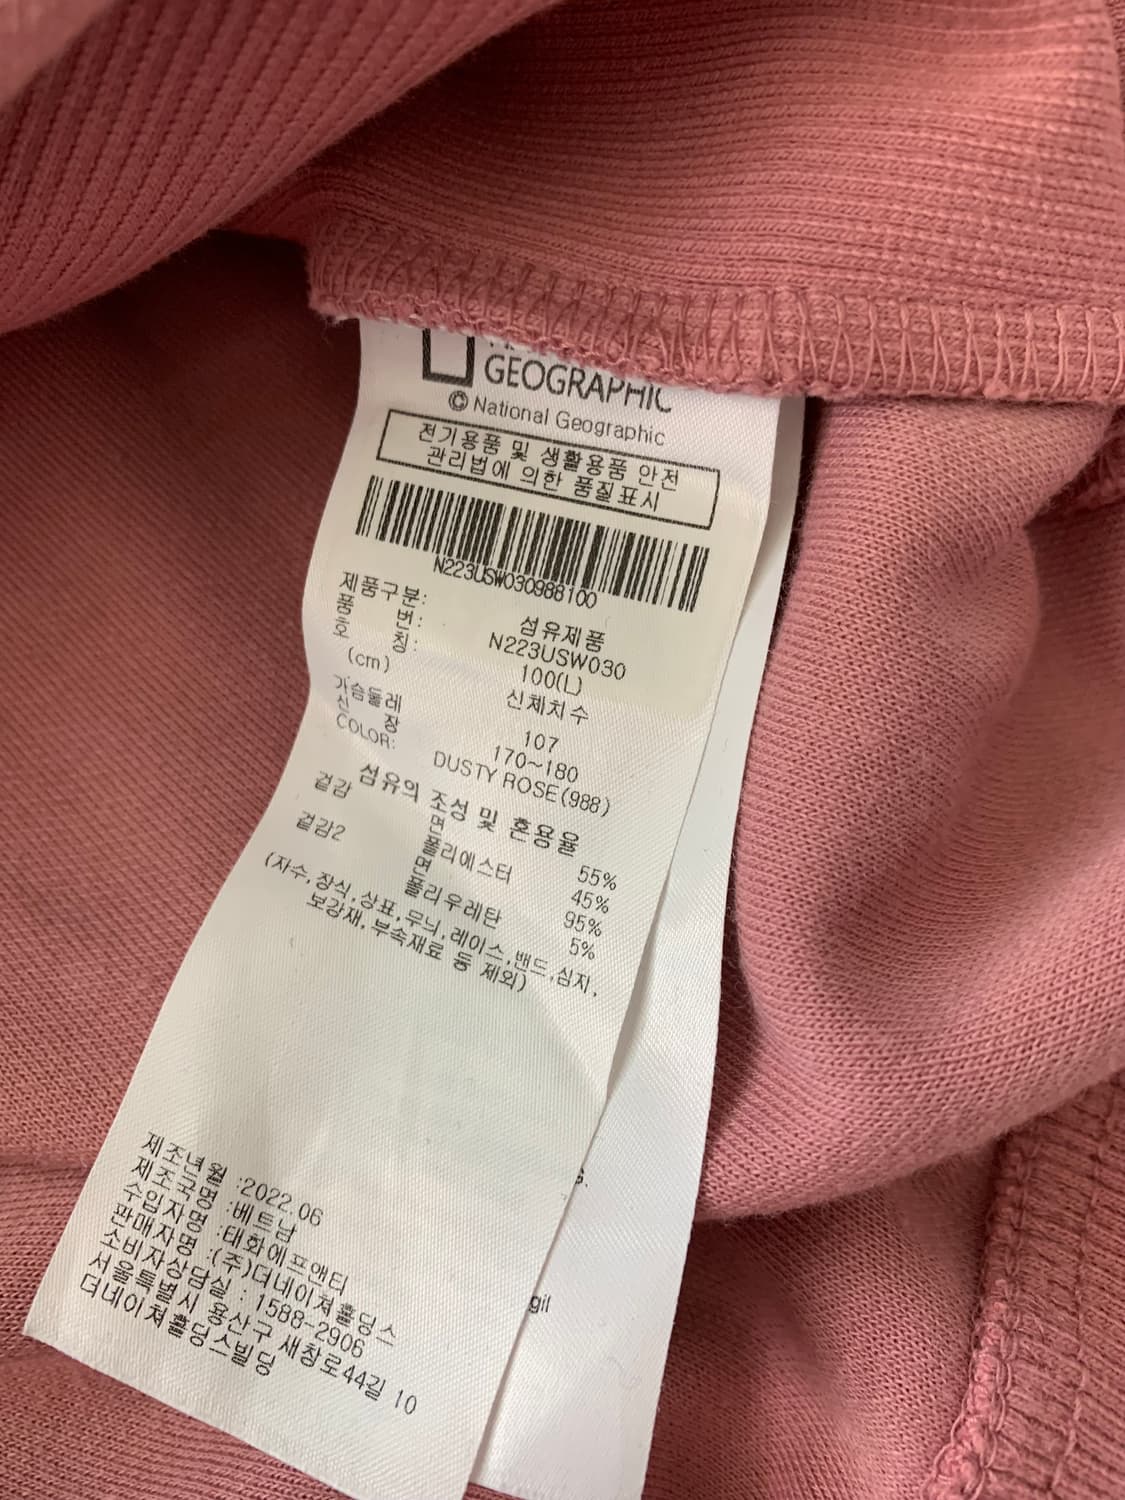 GEOGRAPHIC
© National Geographic
전기용품 및 생활용품 안전
관리법에 의한 품질표시
N223USW030988100
제품구분: 섬유제품
품 번: N223USW030
호 칭: 100(L)
(cm) 신체치수
가슴둘레 107
신 장 170~180
COLOR: DUSTY ROSE(988)
섬유의 조성 및 혼용율
겉감 면 55%
폴리에스터 45%
겉감2 면 95%
폴리우레탄 5%
(자수,장식,상표,무늬,레이스,밴드,심지,
보강재,부속재료 등 제외)
제조년월 :2022.06
제조국명 :베트남
수입자명 :태화에프앤티
판매자명 :(주)더네이쳐홀딩스
소비자상담실 : 1588-2906
서울특별시 용산구 새창로44길 10
더네이쳐홀딩스빌딩
gil